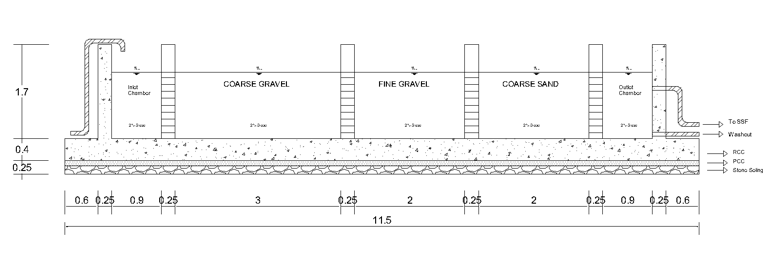 Inlet
Chamber
COARSE GRAVEL
FINE GRAVEL
COARSE SAND
Outlet
Chamber
1.7
To SSF
Washout
0.4
RCC
PCC
0.25
Stone Soling
0.6 0.25 0.9 0.25 3 0.25 2 0.25 2 0.25 0.9 0.25 0.6
11.5